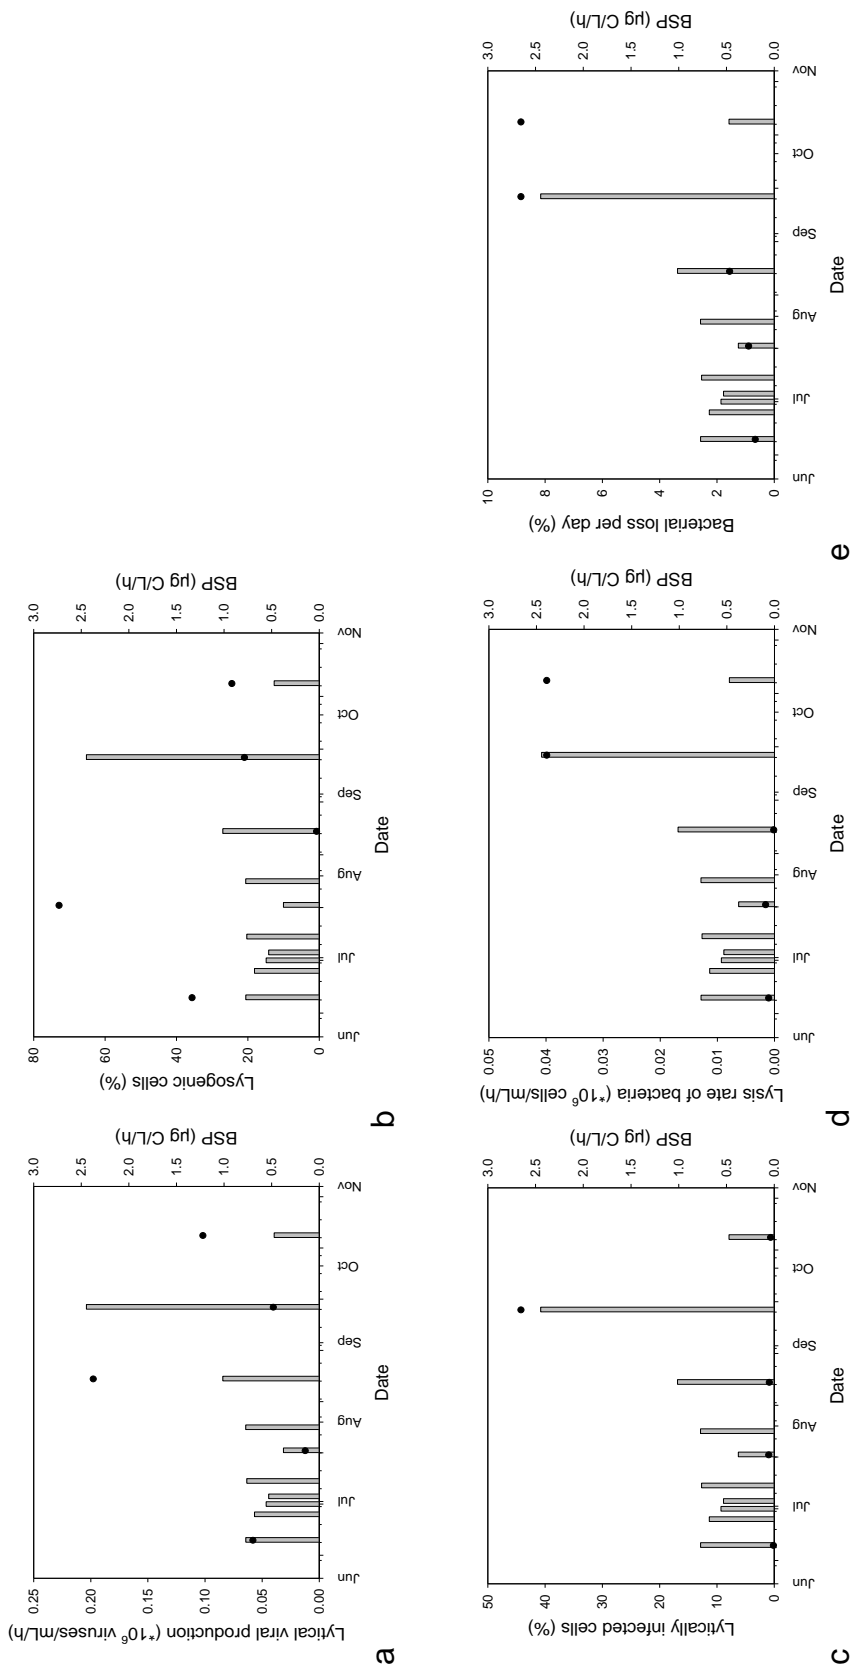 a
Lytical viral production (*10⁶ viruses/mL/h)
0.25
0.20
0.15
0.10
0.05
0.00
BSP (µg C/L/h)
3.0
2.5
2.0
1.5
1.0
0.5
0.0
Jun
Jul
Aug
Sep
Oct
Nov
Date
b
Lysogenic cells (%)
80
60
40
20
0
BSP (µg C/L/h)
3.0
2.5
2.0
1.5
1.0
0.5
0.0
Jun
Jul
Aug
Sep
Oct
Nov
Date
c
Lytically infected cells (%)
50
40
30
20
10
0
BSP (µg C/L/h)
3.0
2.5
2.0
1.5
1.0
0.5
0.0
Jun
Jul
Aug
Sep
Oct
Nov
Date
d
Lysis rate of bacteria (*10⁶ cells/mL/h)
0.05
0.04
0.03
0.02
0.01
0.00
BSP (µg C/L/h)
3.0
2.5
2.0
1.5
1.0
0.5
0.0
Jun
Jul
Aug
Sep
Oct
Nov
Date
e
Bacterial loss per day (%)
10
8
6
4
2
0
BSP (µg C/L/h)
3.0
2.5
2.0
1.5
1.0
0.5
0.0
Jun
Jul
Aug
Sep
Oct
Nov
Date